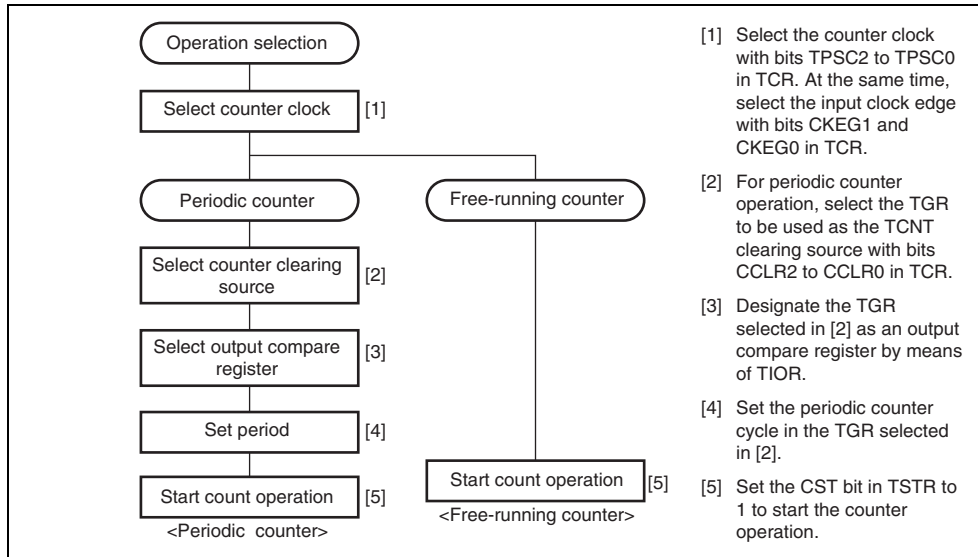 Operation selection
Select counter clock
[1]
Periodic counter
Free-running counter
Select counter clearing
source
[2]
Select output compare
register
[3]
Set period
[4]
Start count operation
[5]
<Periodic counter>
Start count operation
[5]
<Free-running counter>
[1] Select the counter clock
with bits TPSC2 to TPSC0
in TCR. At the same time,
select the input clock edge
with bits CKEG1 and
CKEG0 in TCR.
[2] For periodic counter
operation, select the TGR
to be used as the TCNT
clearing source with bits
CCLR2 to CCLR0 in TCR.
[3] Designate the TGR
selected in [2] as an output
compare register by means
of TIOR.
[4] Set the periodic counter
cycle in the TGR selected
in [2].
[5] Set the CST bit in TSTR to
1 to start the counter
operation.